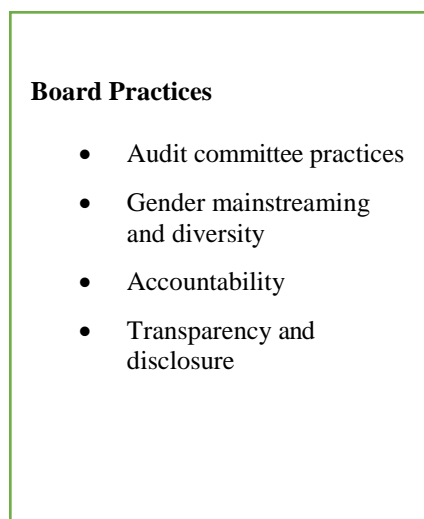 Board Practices
• Audit committee practices
• Gender mainstreaming
and diversity
• Accountability
• Transparency and
disclosure